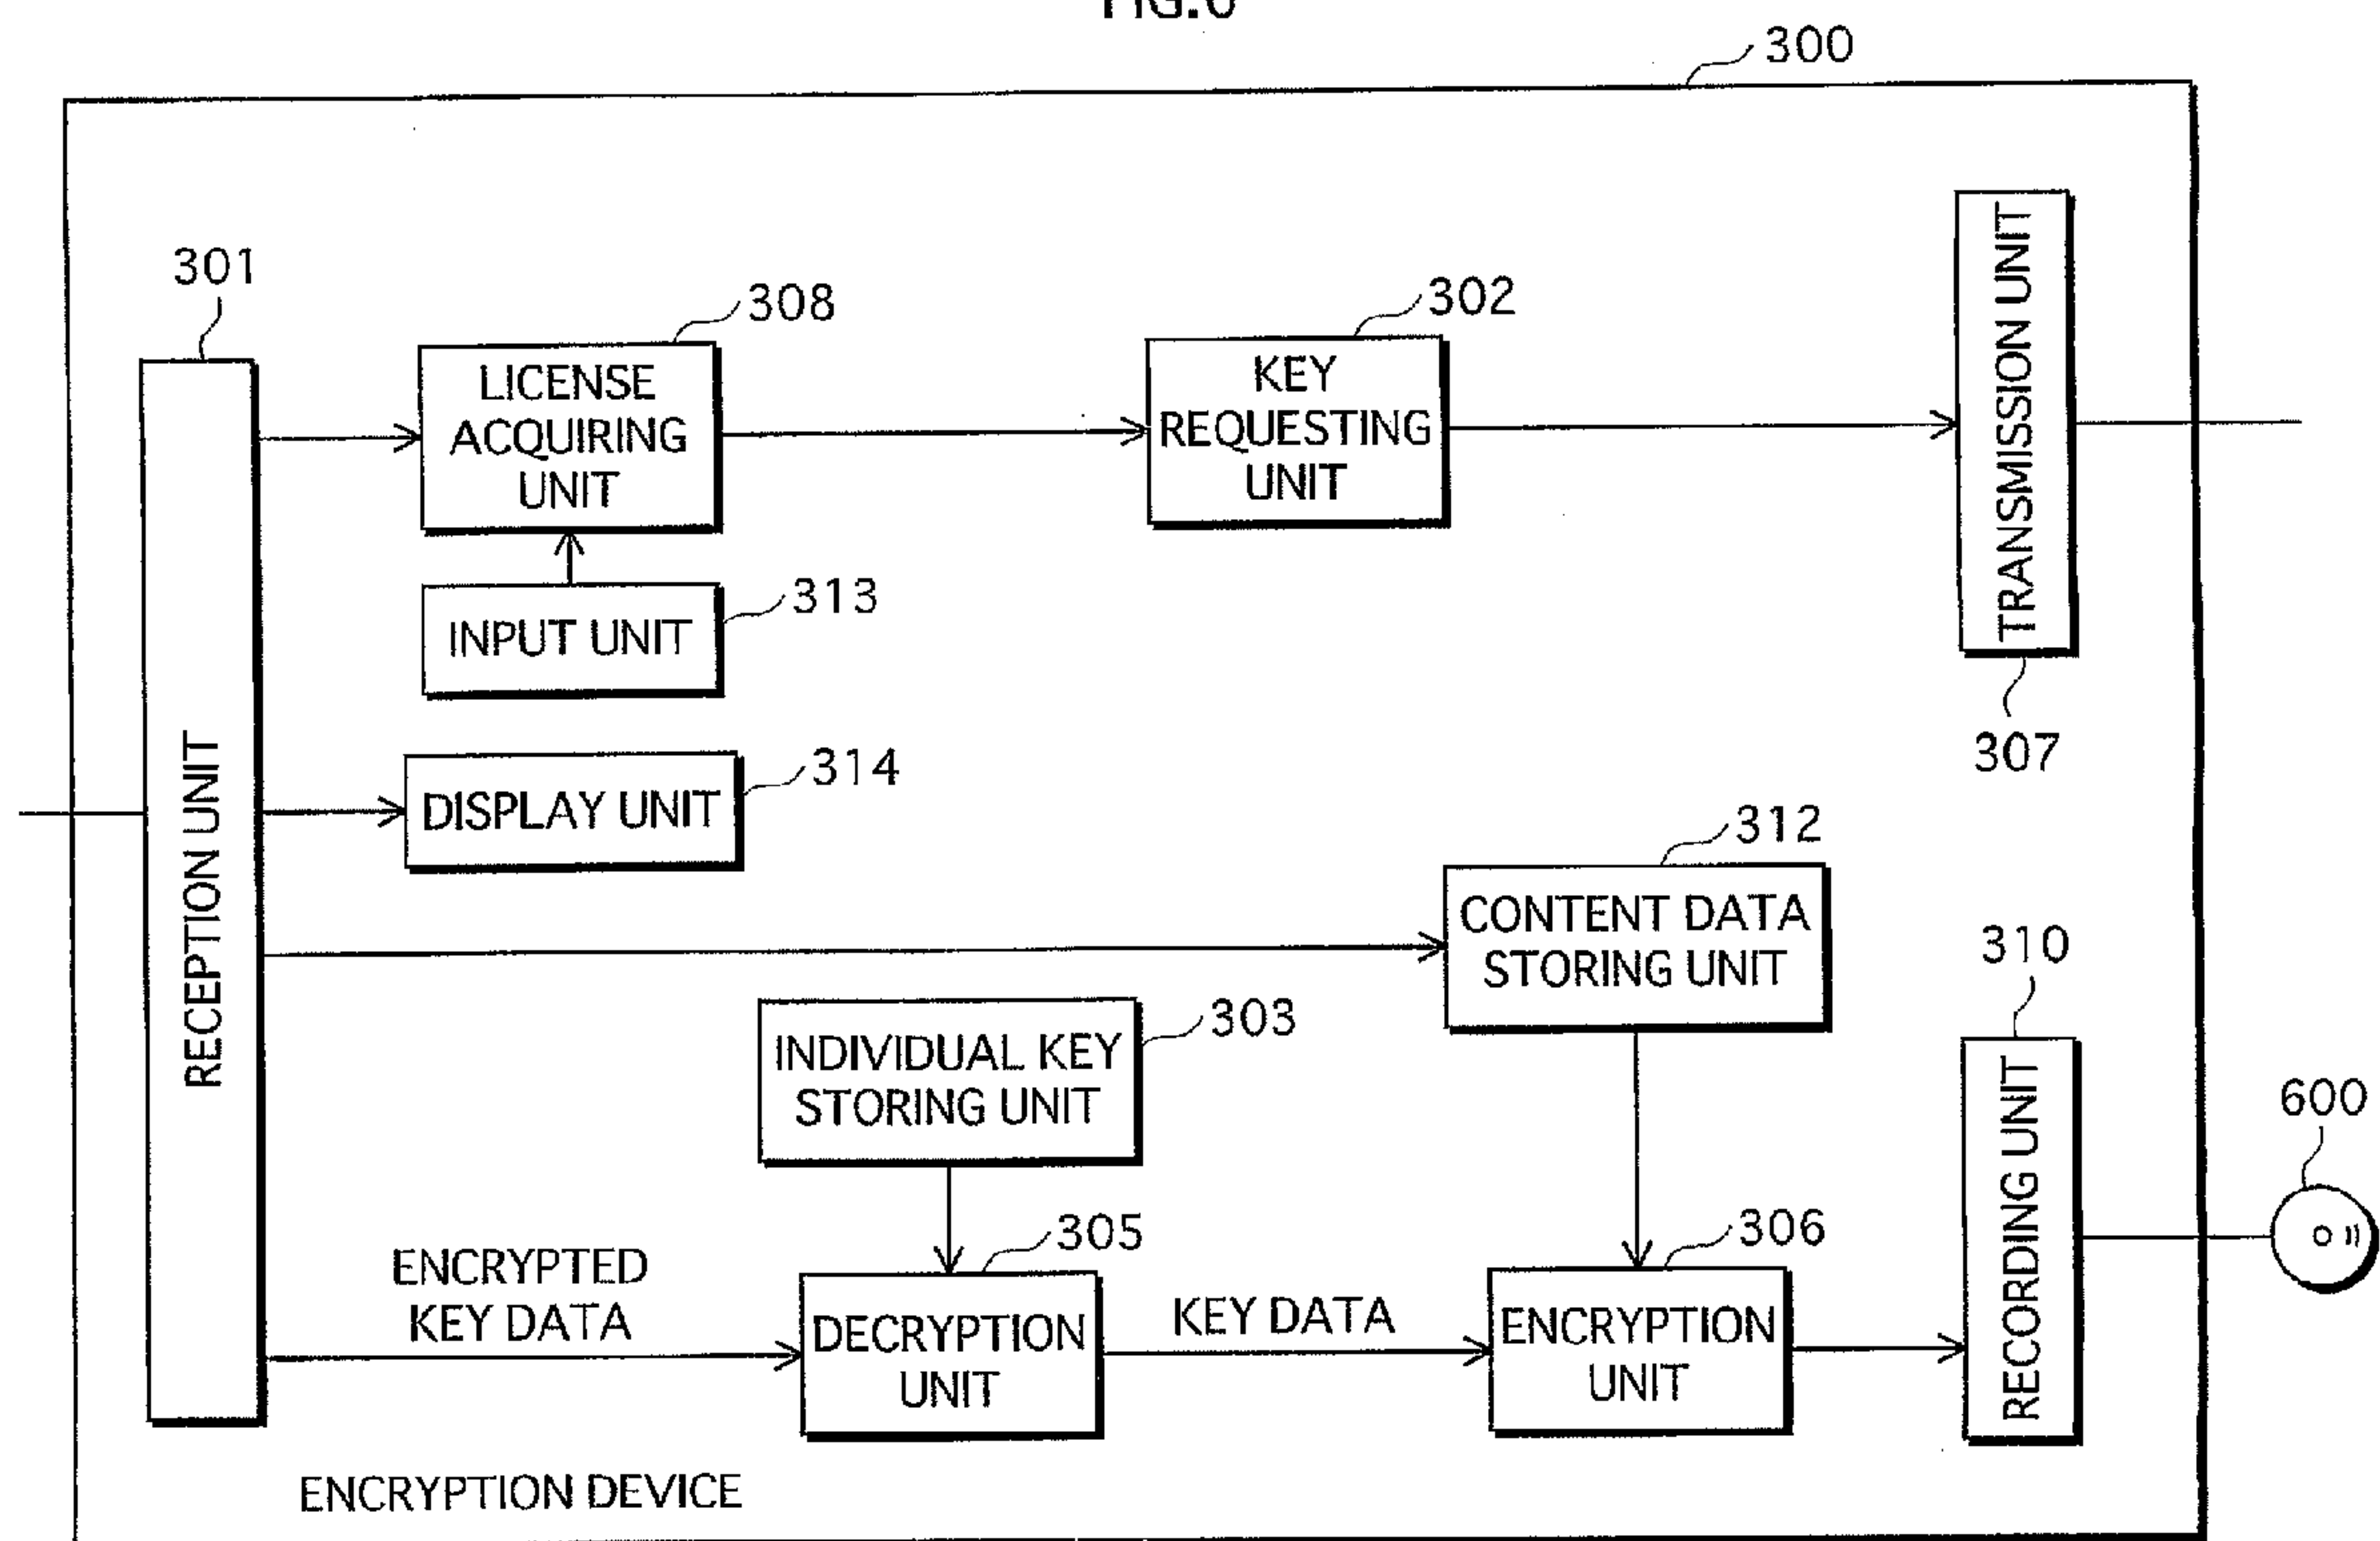 FIG.6
300
301
308
302
LICENSE
ACQUIRING
UNIT
KEY
REQUESTING
UNIT
TRANSMISSION UNIT
307
313
INPUT UNIT
314
DISPLAY UNIT
RECEPTION UNIT
312
CONTENT DATA
STORING UNIT
310
303
INDIVIDUAL KEY
STORING UNIT
RECORDING UNIT
600
ENCRYPTED
KEY DATA
305
DECRYPTION
UNIT
KEY DATA
306
ENCRYPTION
UNIT
ENCRYPTION DEVICE